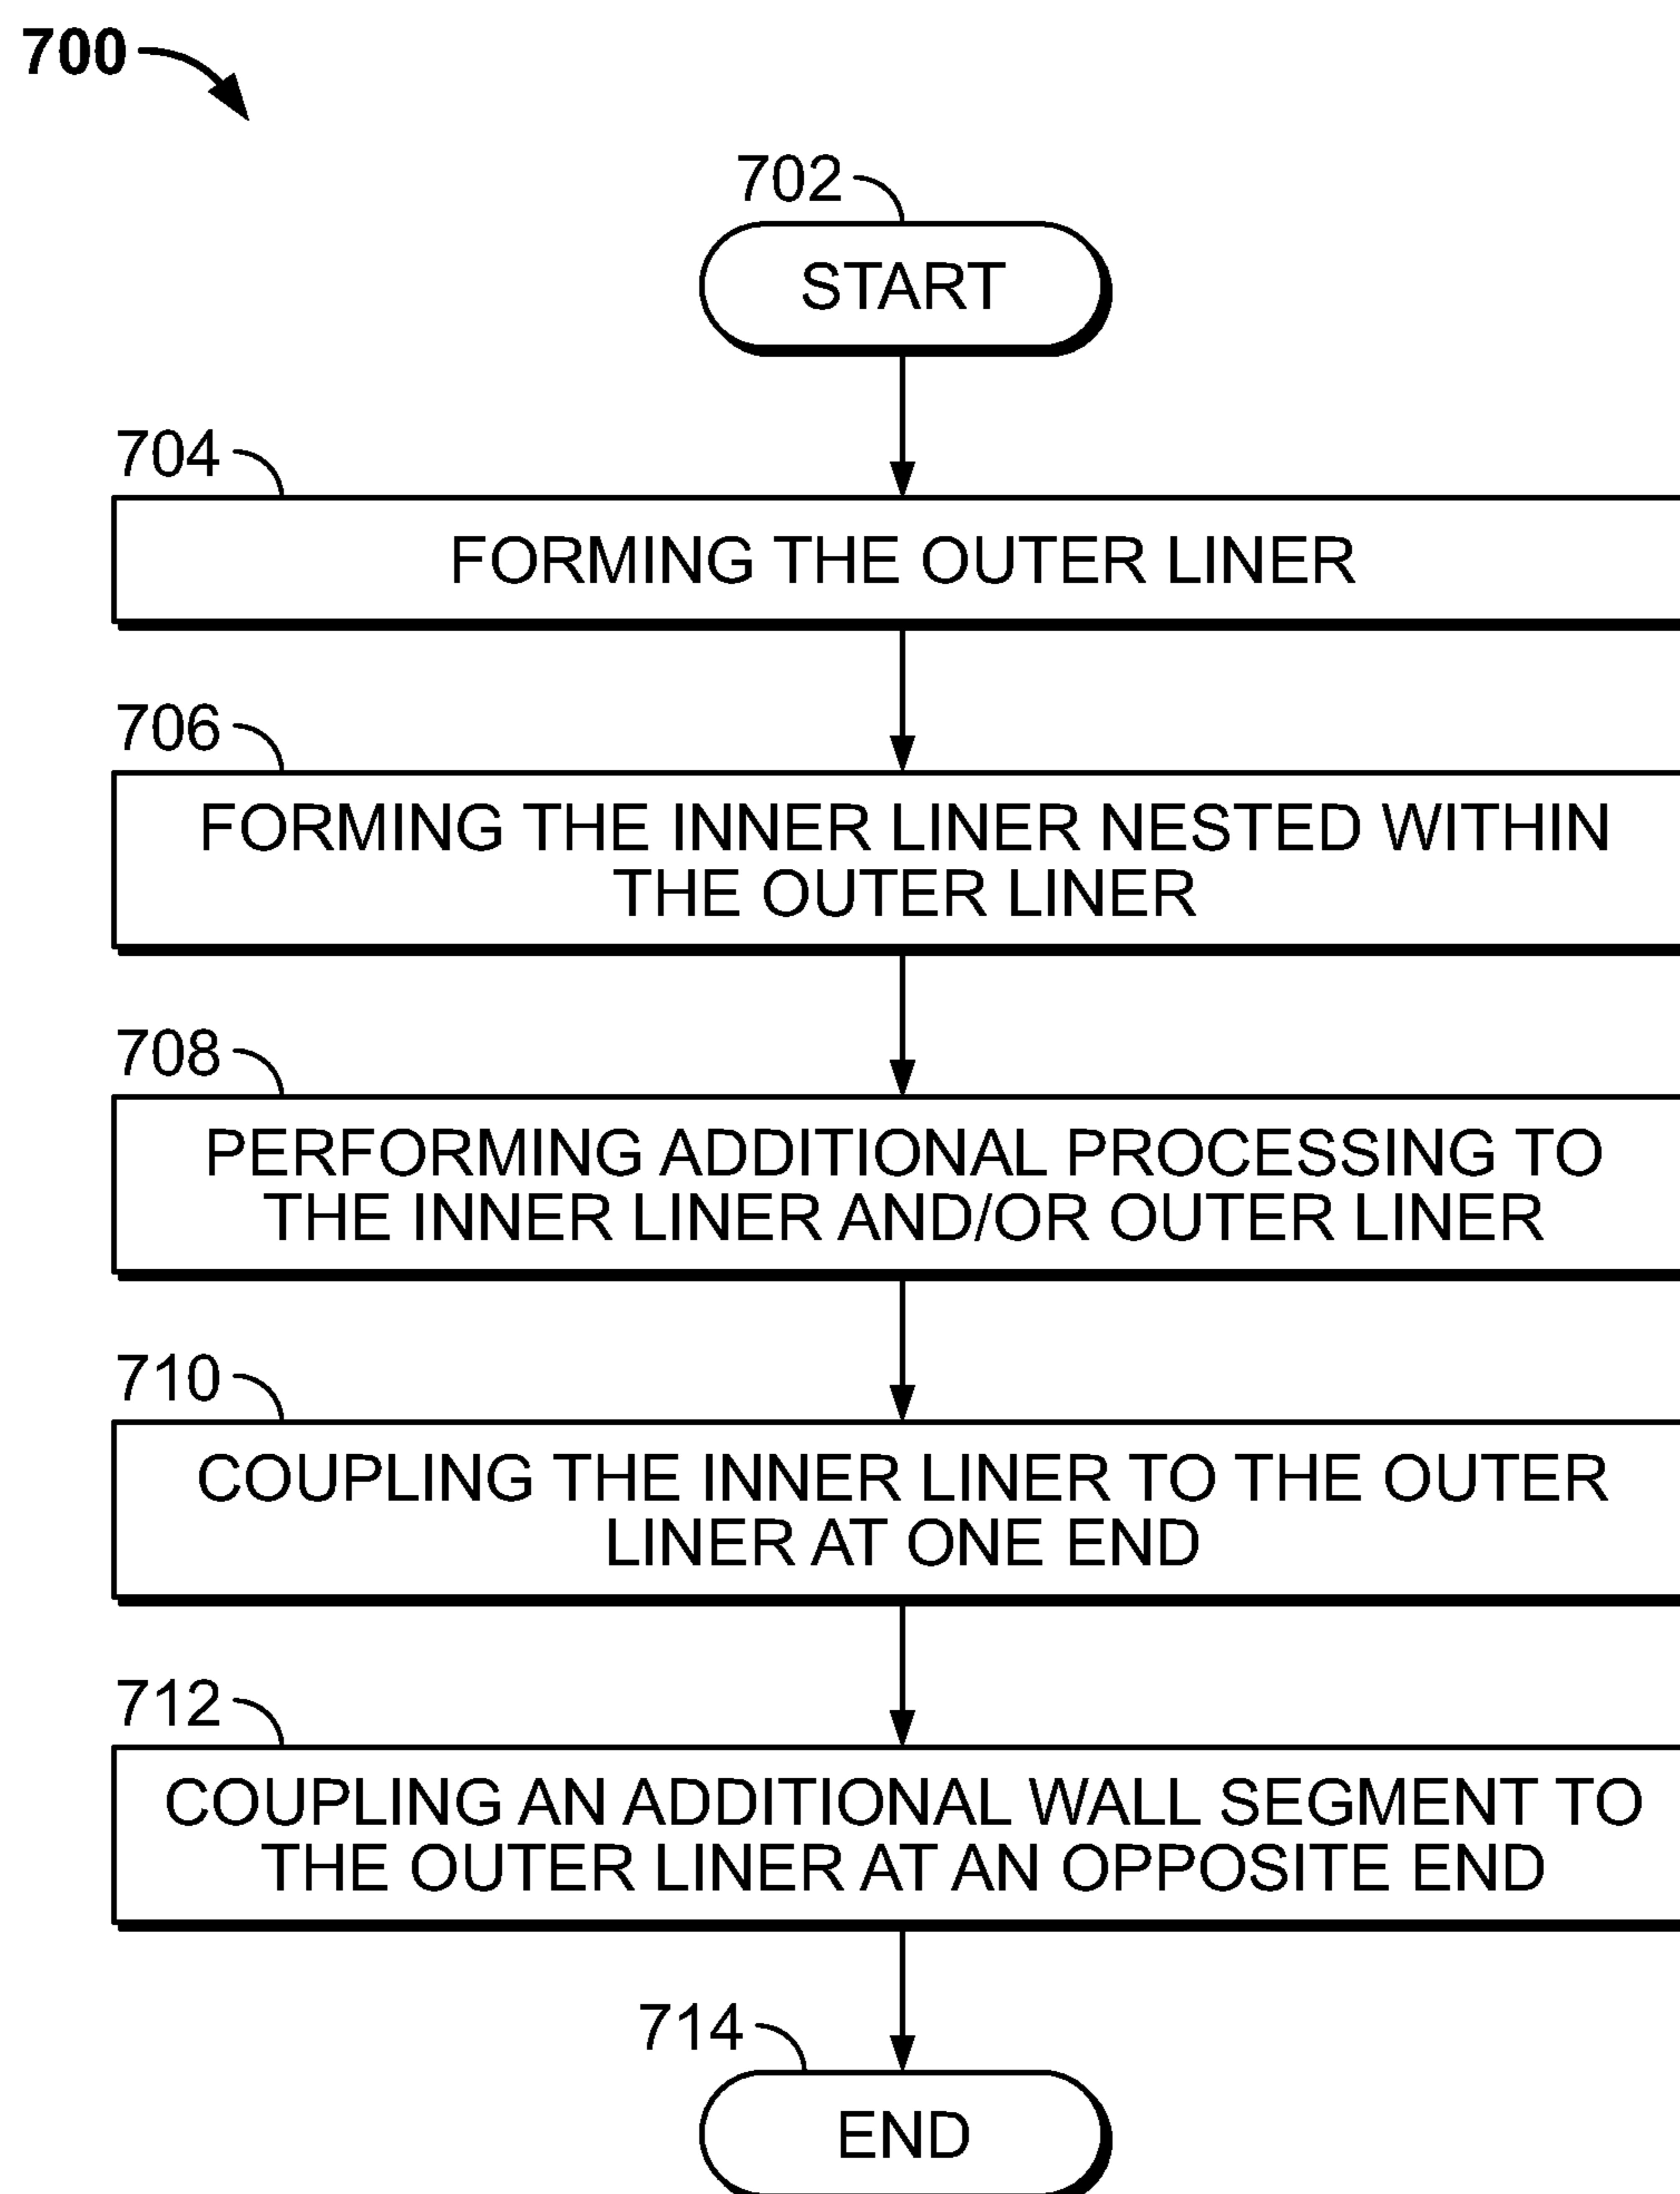 700
702
START
704
FORMING THE OUTER LINER
706
FORMING THE INNER LINER NESTED WITHIN
THE OUTER LINER
708
PERFORMING ADDITIONAL PROCESSING TO
THE INNER LINER AND/OR OUTER LINER
710
COUPLING THE INNER LINER TO THE OUTER
LINER AT ONE END
712
COUPLING AN ADDITIONAL WALL SEGMENT TO
THE OUTER LINER AT AN OPPOSITE END
714
END